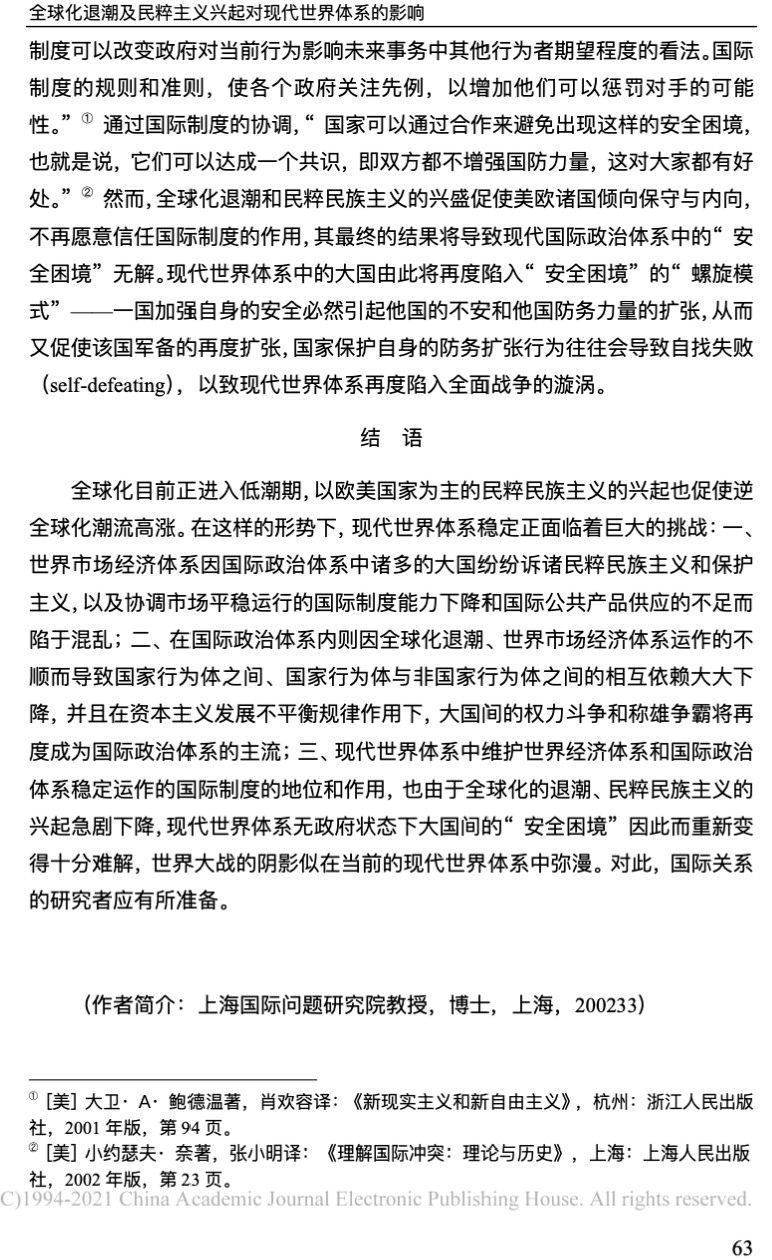 全球化退潮及民粹主义兴起对现代世界体系的影响
制度可以改变政府对当前行为影响未来事务中其他行为者期望程度的看法。国际
制度的规则和准则，使各个政府关注先例，以增加他们可以惩罚对手的可能
性。”① 通过国际制度的协调，“国家可以通过合作来避免出现这样的安全困境，
也就是说，它们可以达成一个共识，即双方都不增强国防力量，这对大家都有好
处。”② 然而，全球化退潮和民粹民族主义的兴盛促使美欧诸国倾向保守与内向，
不再愿意信任国际制度的作用，其最终的结果将导致现代国际政治体系中的“安
全困境”无解。现代世界体系中的大国由此将再度陷入“安全困境”的“螺旋模
式”——一国加强自身的安全必然引起他国的不安和他国防务力量的扩张，从而
又促使该国军备的再度扩张，国家保护自身的防务扩张行为往往会导致自找失败
（self-defeating），以致现代世界体系再度陷入全面战争的漩涡。
结 语
全球化目前正进入低潮期，以欧美国家为主的民粹民族主义的兴起也促使逆
全球化潮流高涨。在这样的形势下，现代世界体系稳定正面临着巨大的挑战：一、
世界市场经济体系因国际政治体系中诸多的大国纷纷诉诸民粹民族主义和保护
主义，以及协调市场平稳运行的国际制度能力下降和国际公共产品供应的不足而
陷于混乱；二、在国际政治体系内则因全球化退潮、世界市场经济体系运作的不
顺而导致国家行为体之间、国家行为体与非国家行为体之间的相互依赖大大下
降，并且在资本主义发展不平衡规律作用下，大国间的权力斗争和称雄争霸将再
度成为国际政治体系的主流；三、现代世界体系中维护世界经济体系和国际政治
体系稳定运作的国际制度的地位和作用，也由于全球化的退潮、民粹民族主义的
兴起急剧下降，现代世界体系无政府状态下大国间的“安全困境”因此而重新变
得十分难解，世界大战的阴影似在当前的现代世界体系中弥漫。对此，国际关系
的研究者应有所准备。
（作者简介：上海国际问题研究院教授，博士，上海，200233）
① [美] 大卫·A·鲍德温著，肖欢容译：《新现实主义和新自由主义》，杭州：浙江人民出版
社，2001 年版，第 94 页。
② [美] 小约瑟夫·奈著，张小明译：《理解国际冲突：理论与历史》，上海：上海人民出版
社，2002 年版，第 23 页。
C)1994-2021 China Academic Journal Electronic Publishing House. All rights reserved.
63